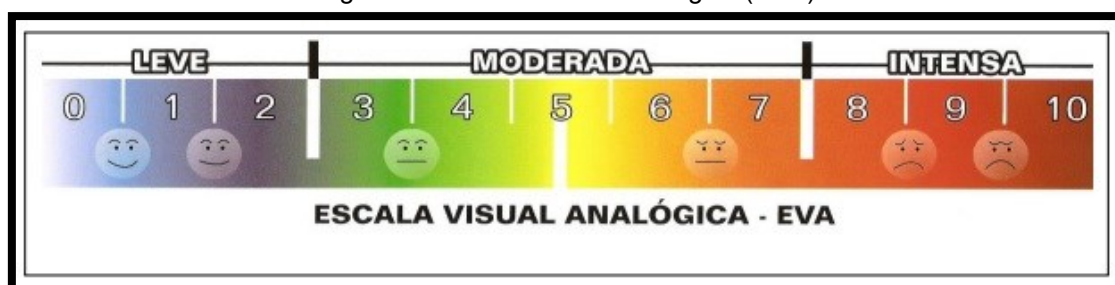 LEVE MODERADA INTENSA
0 1 2 3 4 5 6 7 8 9 10
ESCALA VISUAL ANALÓGICA - EVA